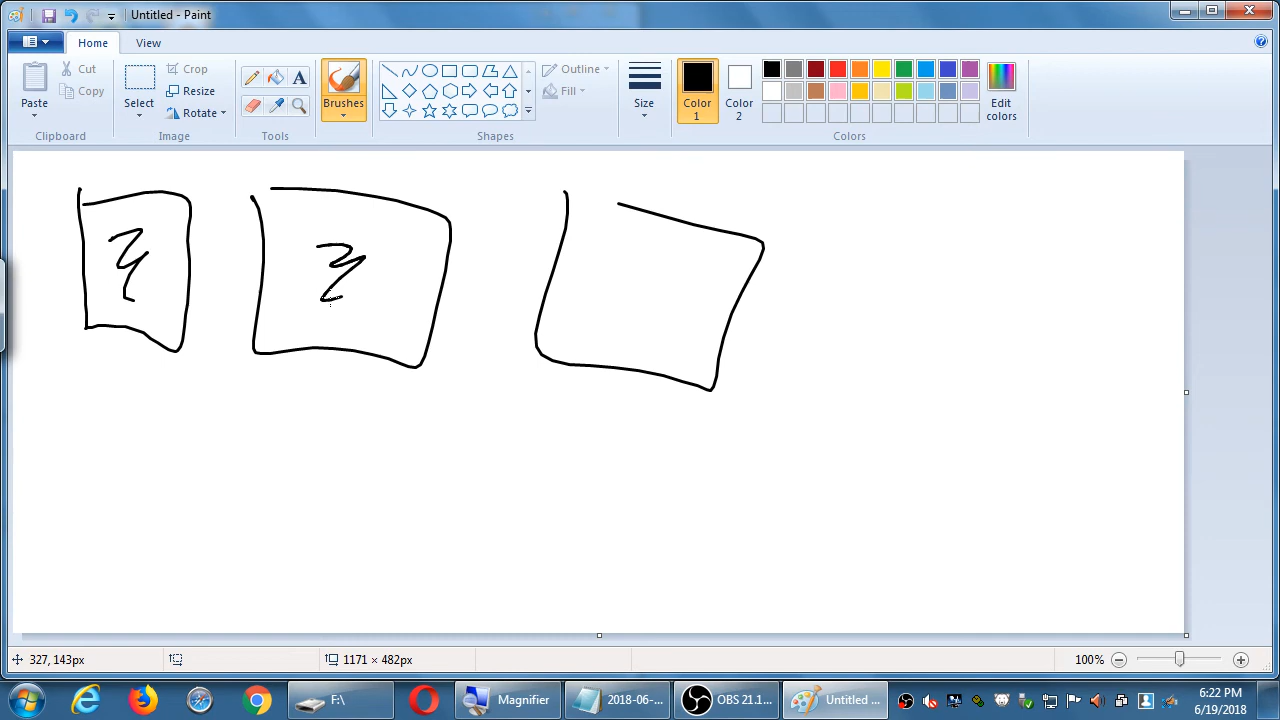 Untitled - Paint
Home View
Paste
Cut
Copy
Clipboard
Select
Crop
Resize
Rotate
Image
Tools
Brushes
Shapes
Outline
Fill
Size
Color 1
Color 2
Edit colors
Colors
327, 143px
1171 × 482px
100%
F:\
Magnifier
2018-06-...
OBS 21.1...
Untitled ...
6:22 PM
6/19/2018